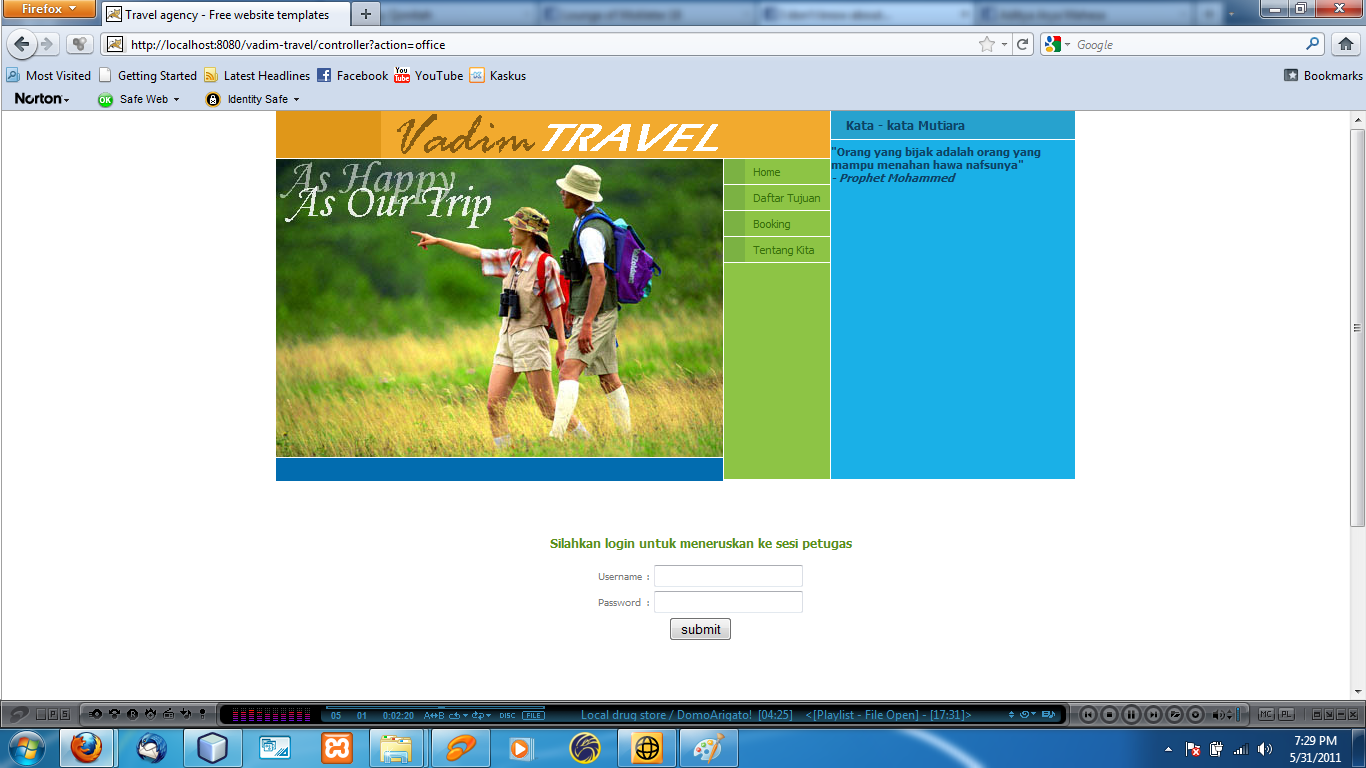 Firefox
Travel agency - Free website templates
http://localhost:8080/vadim-travel/controller?action=office
Google
Most Visited
Getting Started
Latest Headlines
Facebook
YouTube
Kaskus
Bookmarks
Norton
OK
Safe Web
Identity Safe
Vadim TRAVEL
As Happy
As Our Trip
Home
Daftar Tujuan
Booking
Tentang Kita
Kata - kata Mutiara
"Orang yang bijak adalah orang yang
mampu menahan hawa nafsunya"
- Prophet Mohammed
Silahkan login untuk meneruskan ke sesi petugas
Username :
Password :
submit
P S
05 01 0:02:20 A↔B DISC FILE
Local drug store / DomoArigato! [04:25] <[Playlist - File Open] - [17:31]>
MC PL
7:29 PM
5/31/2011